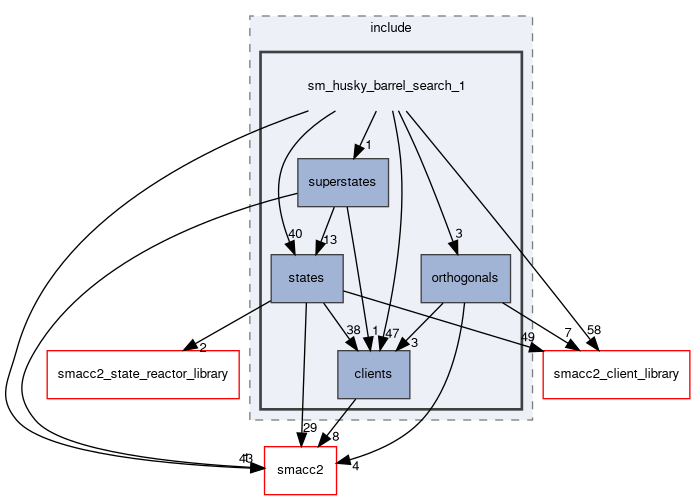 include
sm_husky_barrel_search_1
1
superstates
40
13
3
states
orthogonals
38
1
47
3
49
7
58
2
smacc2_state_reactor_library
clients
smacc2_client_library
29
8
43
4
smacc2